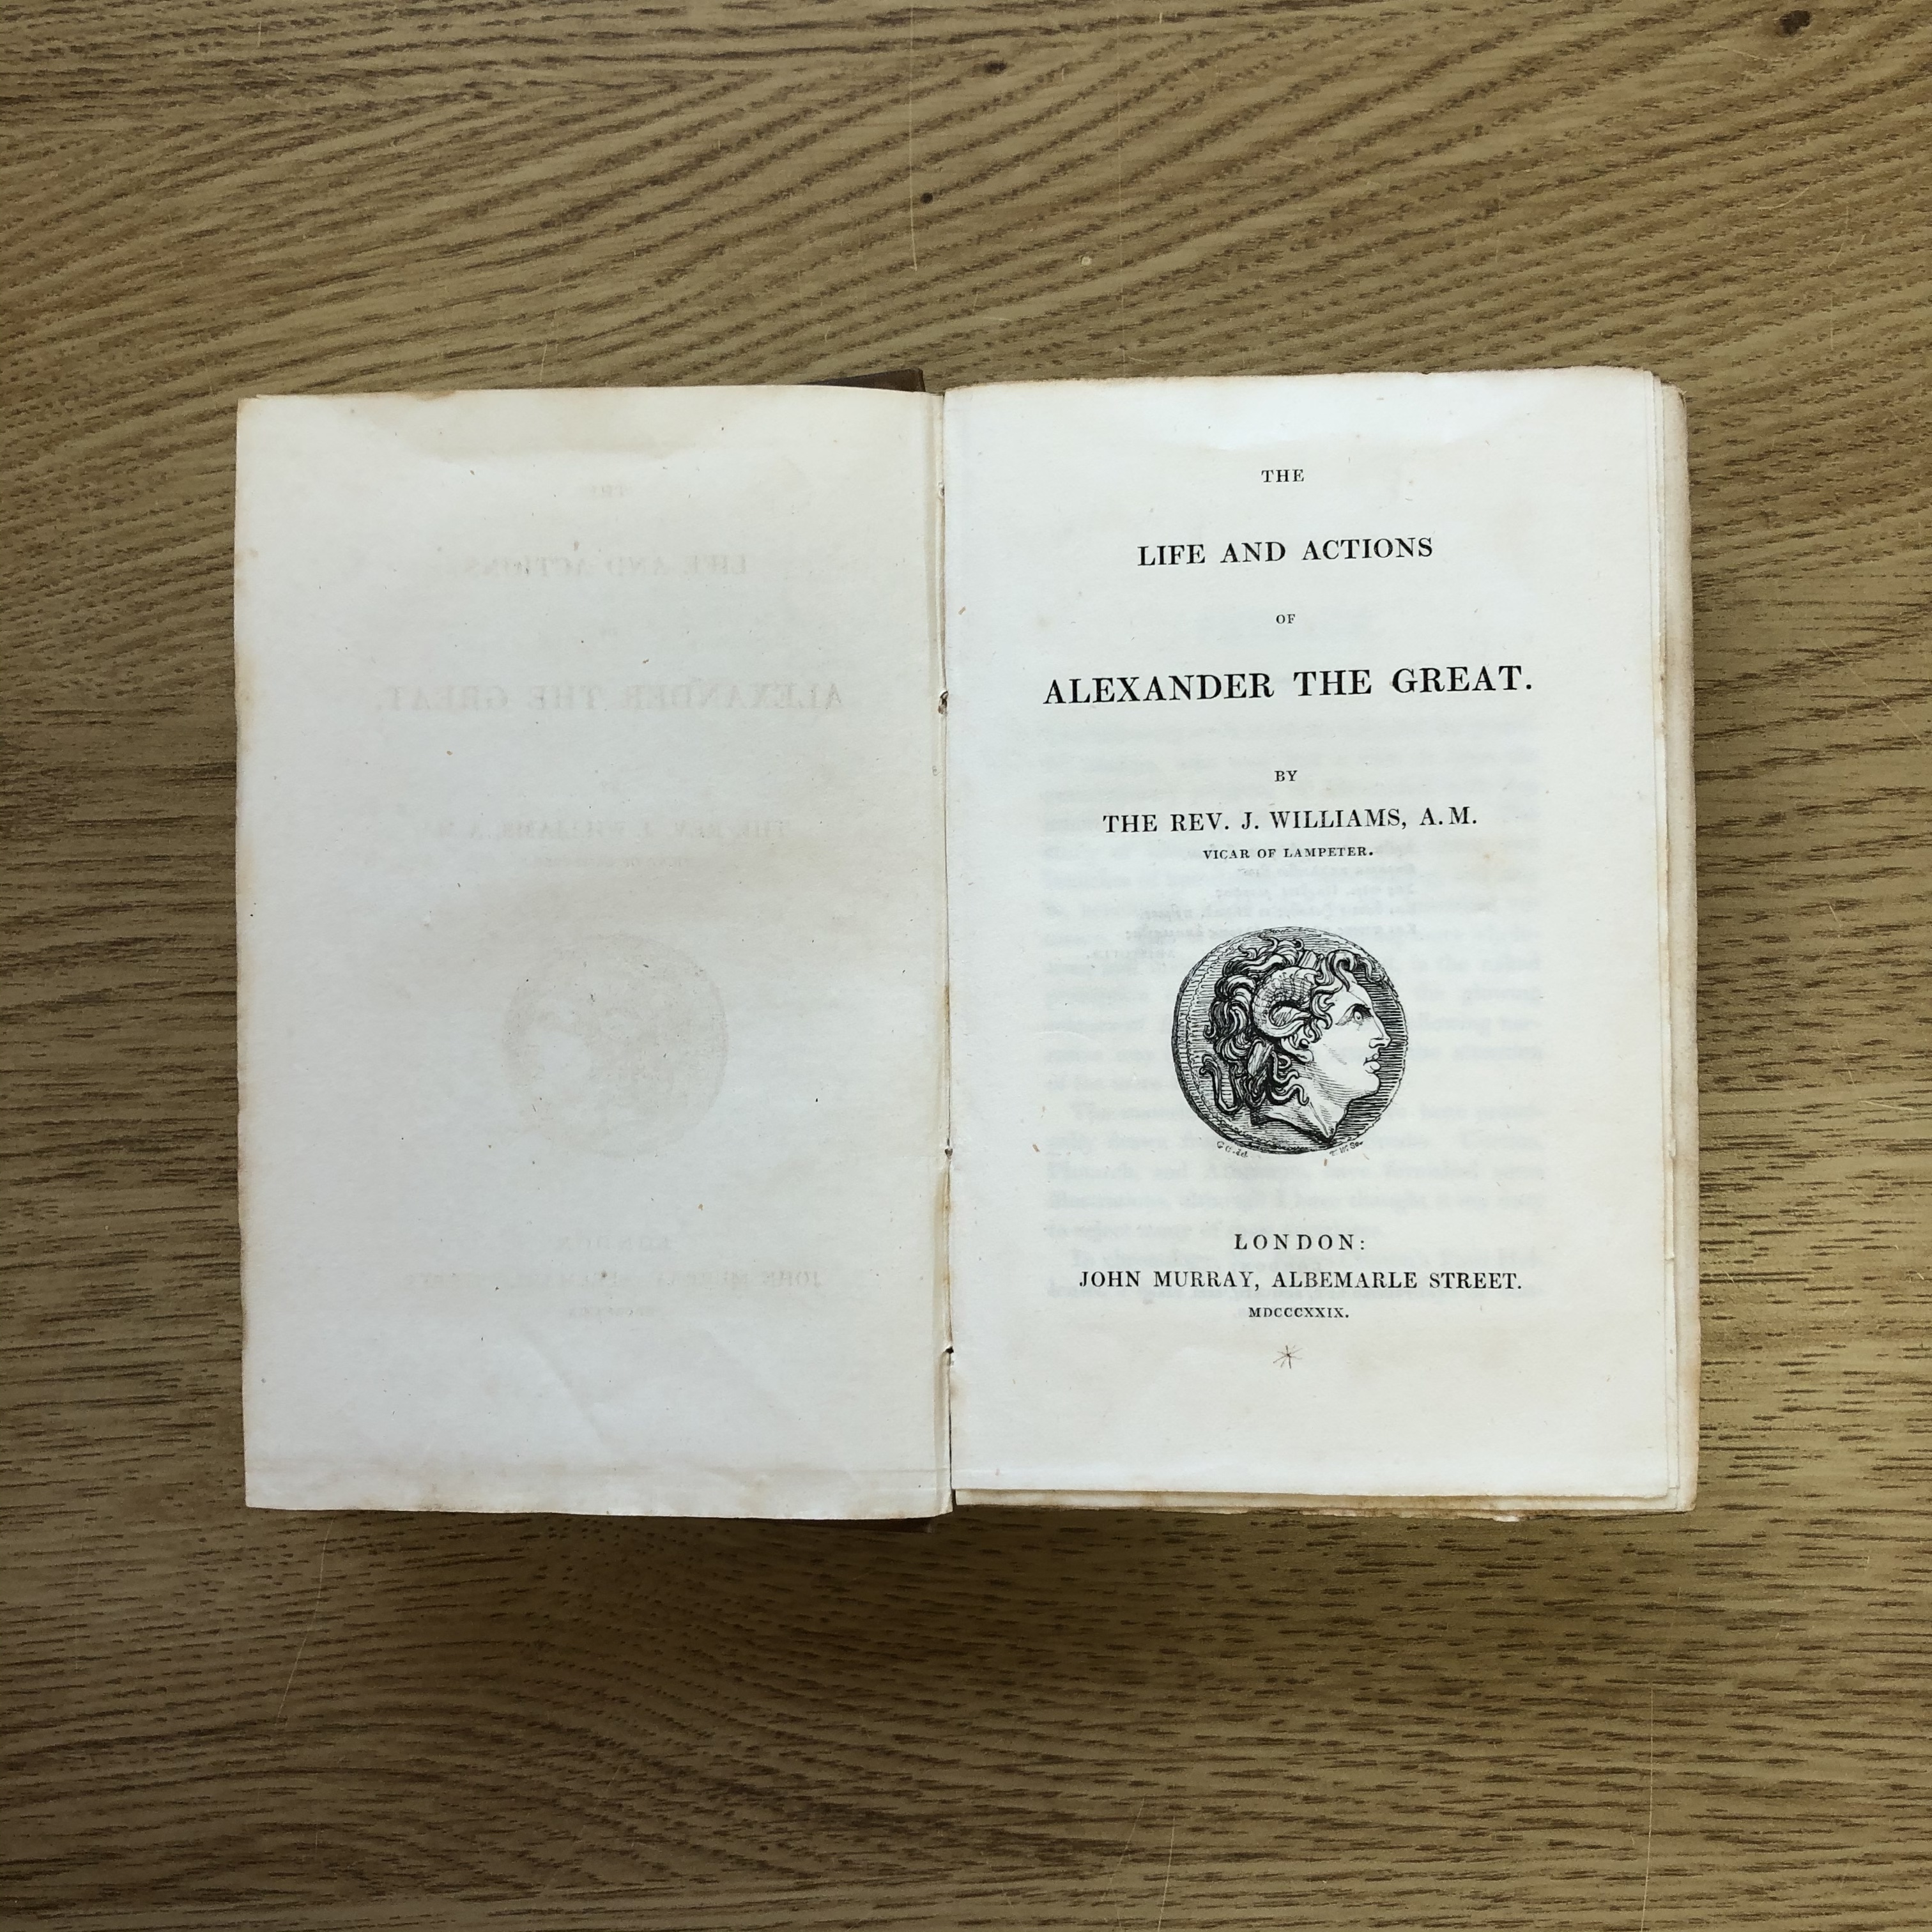 THE
LIFE AND ACTIONS
OF
ALEXANDER THE GREAT.
BY
THE REV. J. WILLIAMS, A.M.
VICAR OF LAMPETER.
LONDON:
JOHN MURRAY, ALBEMARLE STREET.
MDCCCXXIX.